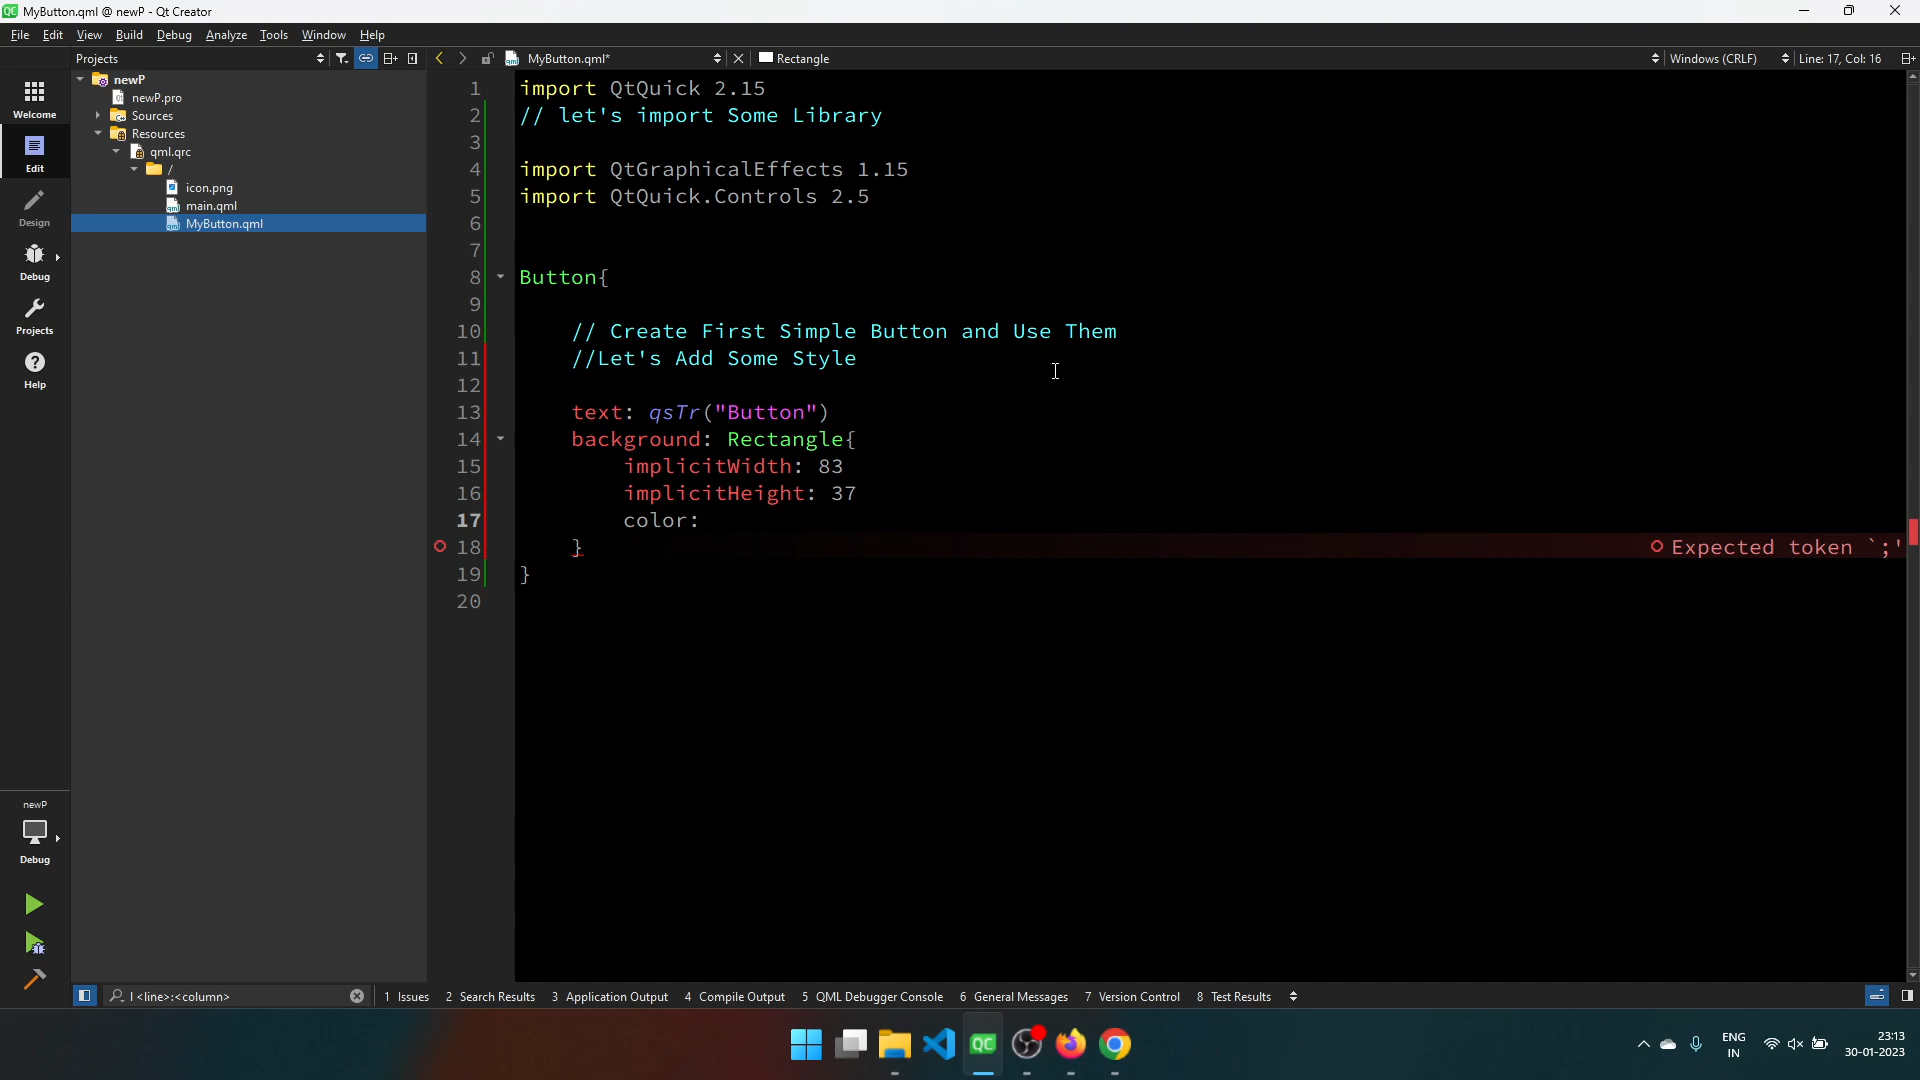 MyButton.qml @ newP - Qt Creator
File Edit View Build Debug Analyze Tools Window Help
Projects MyButton.qml* Rectangle Windows (CRLF) Line: 17, Col: 16
newP
newP.pro
Sources
Resources
qml.qrc
/
icon.png
main.qml
MyButton.qml
Welcome
Edit
Design
Debug
Projects
Help
newP
Debug
1 import QtQuick 2.15
2 // let's import Some Library
3
4 import QtGraphicalEffects 1.15
5 import QtQuick.Controls 2.5
6
7
8 Button{
9
10 // Create First Simple Button and Use Them
11 //Let's Add Some Style
12
13 text: qsTr("Button")
14 background: Rectangle{
15 implicitWidth: 83
16 implicitHeight: 37
17 color:
18 } Expected token `;'
19 }
20
l <line>:<column> 1 Issues 2 Search Results 3 Application Output 4 Compile Output 5 QML Debugger Console 6 General Messages 7 Version Control 8 Test Results
QC
ENG
IN
23:13
30-01-2023